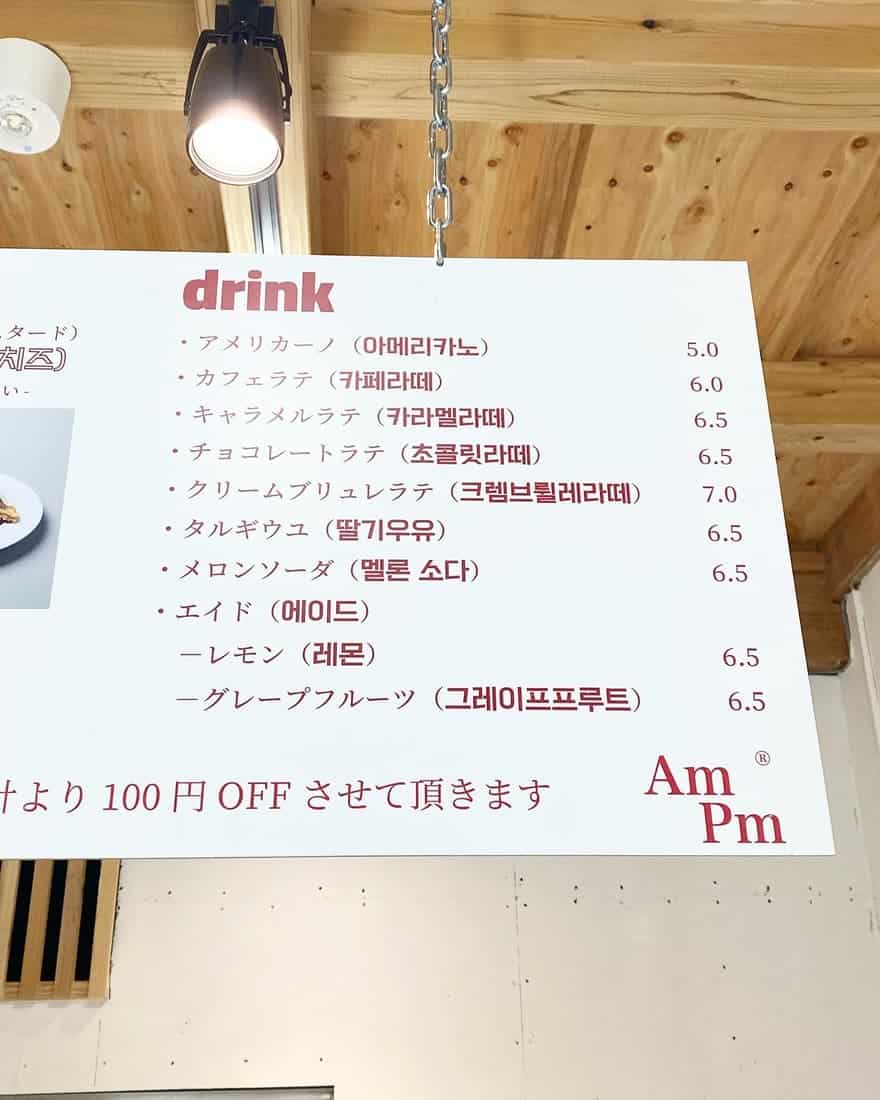 タード）
치즈)
い-
drink
・アメリカーノ（아메리카노） 5.0
・カフェラテ（카페라떼） 6.0
・キャラメルラテ（카라멜라떼） 6.5
・チョコレートラテ（초콜릿라떼） 6.5
・クリームブリュレラテ（크렘브륄레라떼） 7.0
・タルギウユ（딸기우유） 6.5
・メロンソーダ（멜론 소다） 6.5
・エイド（에이드）
－レモン（레몬） 6.5
－グレープフルーツ（그레이프프루트） 6.5
計より 100 円 OFF させて頂きます
Am ®
Pm